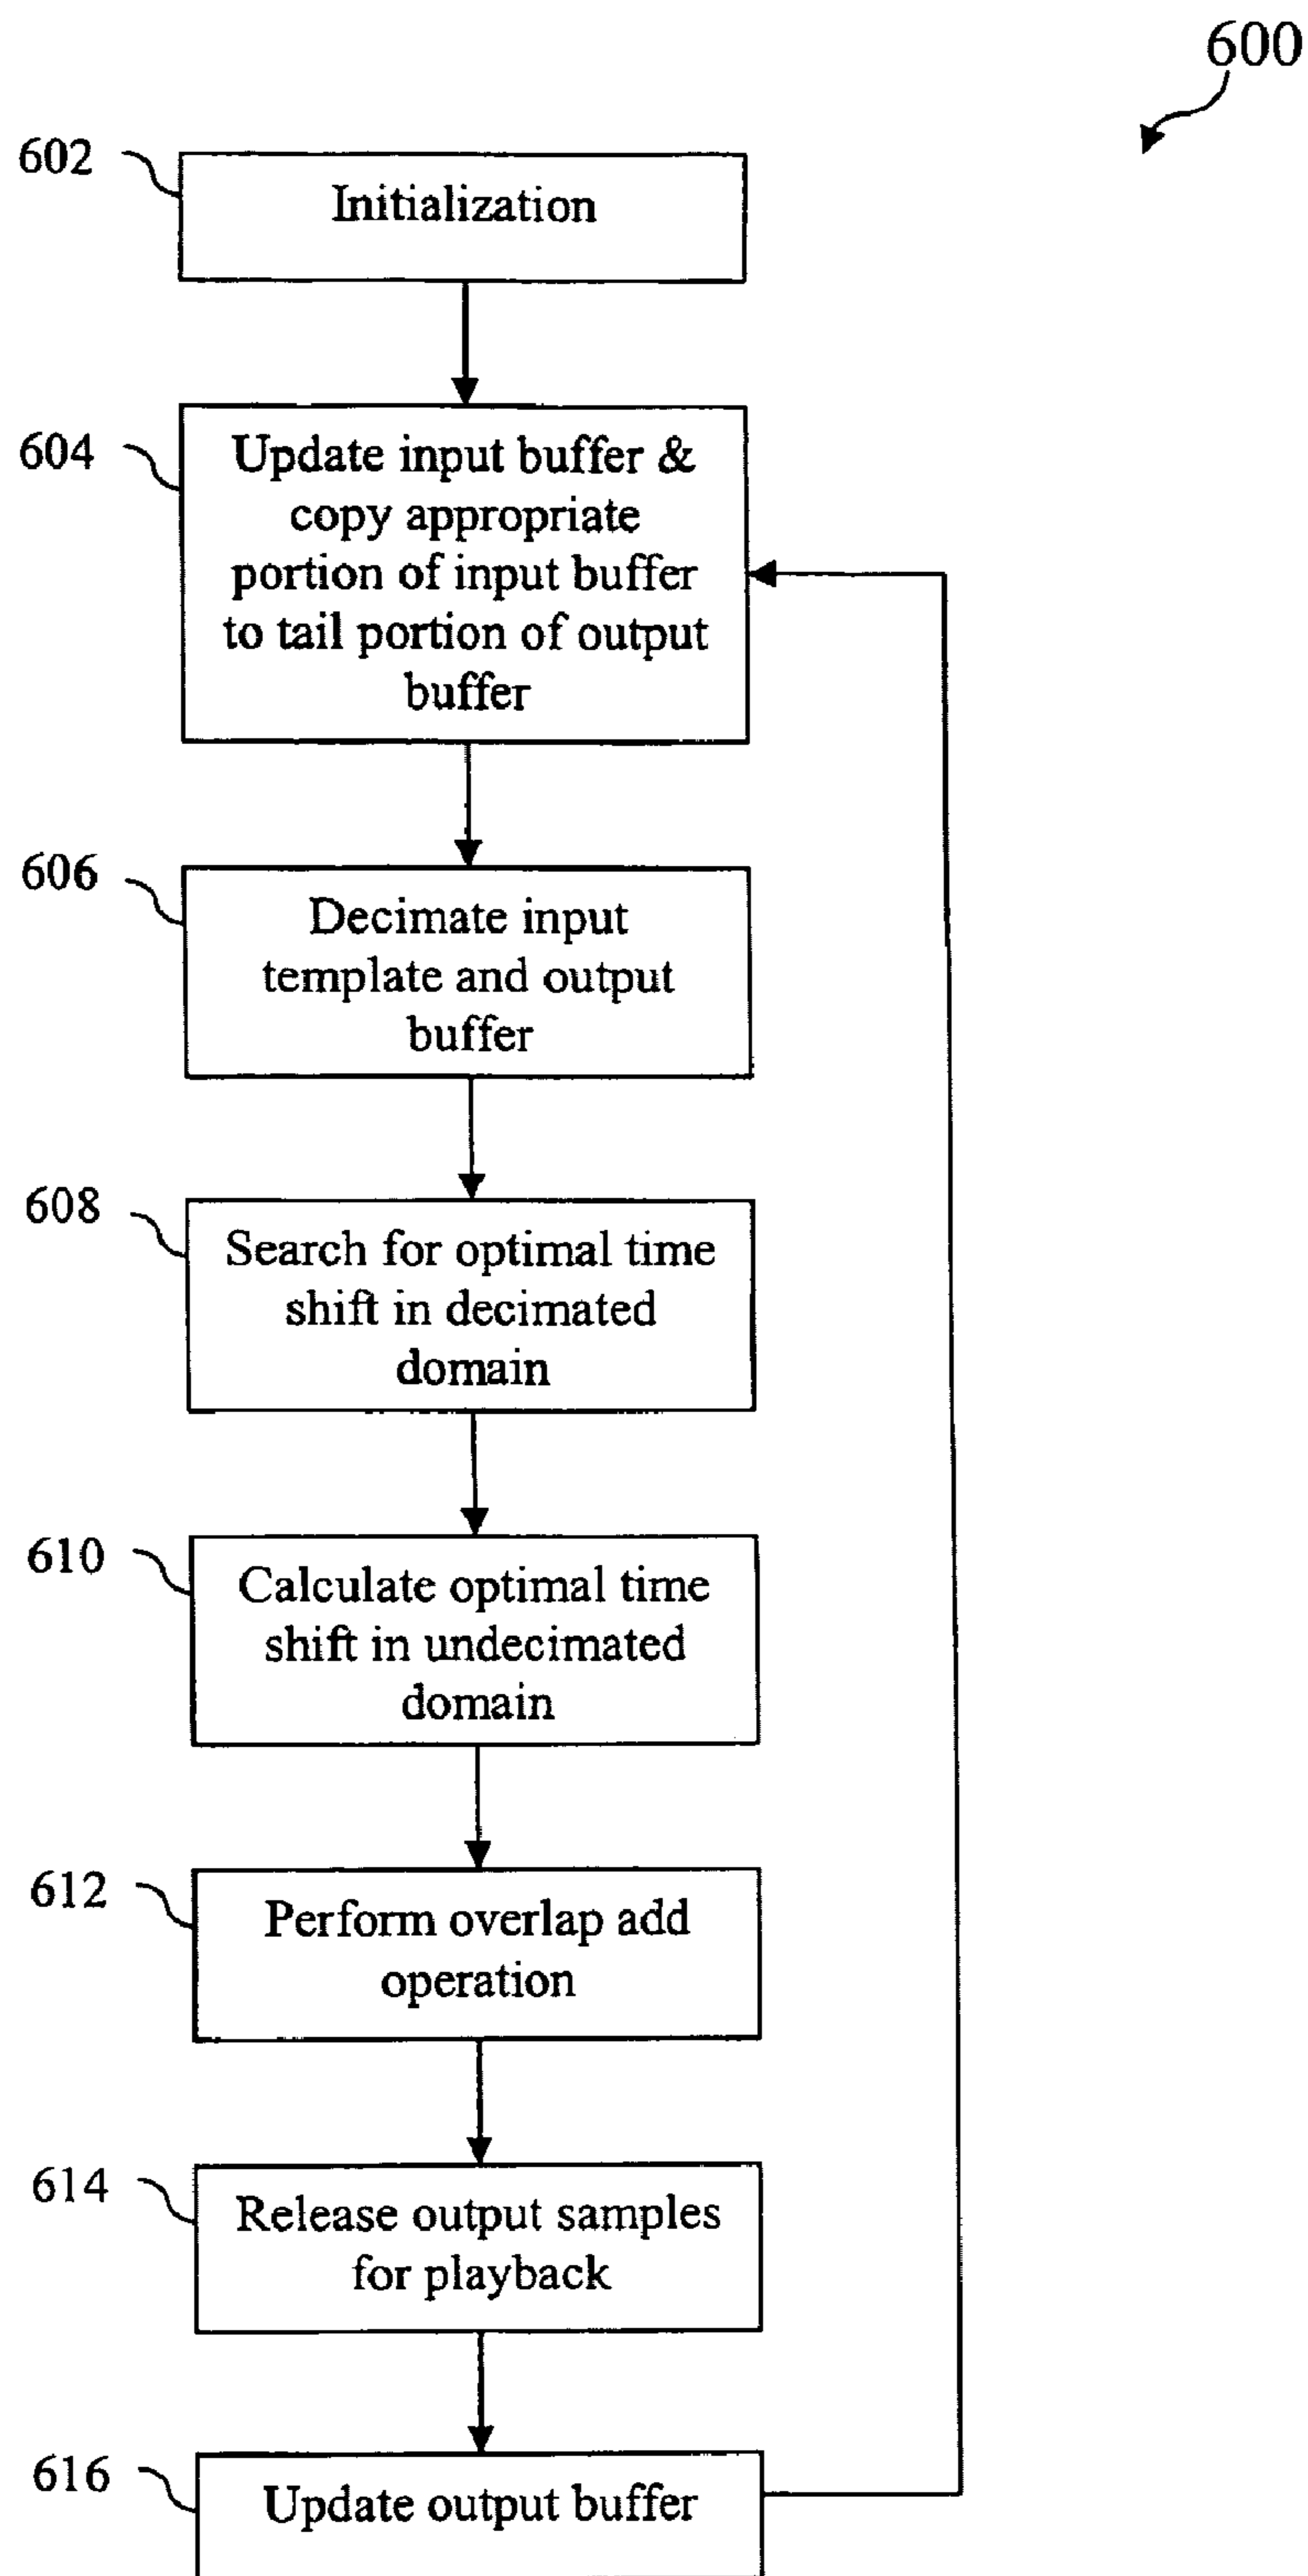 600
602
Initialization
604
Update input buffer &
copy appropriate
portion of input buffer
to tail portion of output
buffer
606
Decimate input
template and output
buffer
608
Search for optimal time
shift in decimated
domain
610
Calculate optimal time
shift in undecimated
domain
612
Perform overlap add
operation
614
Release output samples
for playback
616
Update output buffer